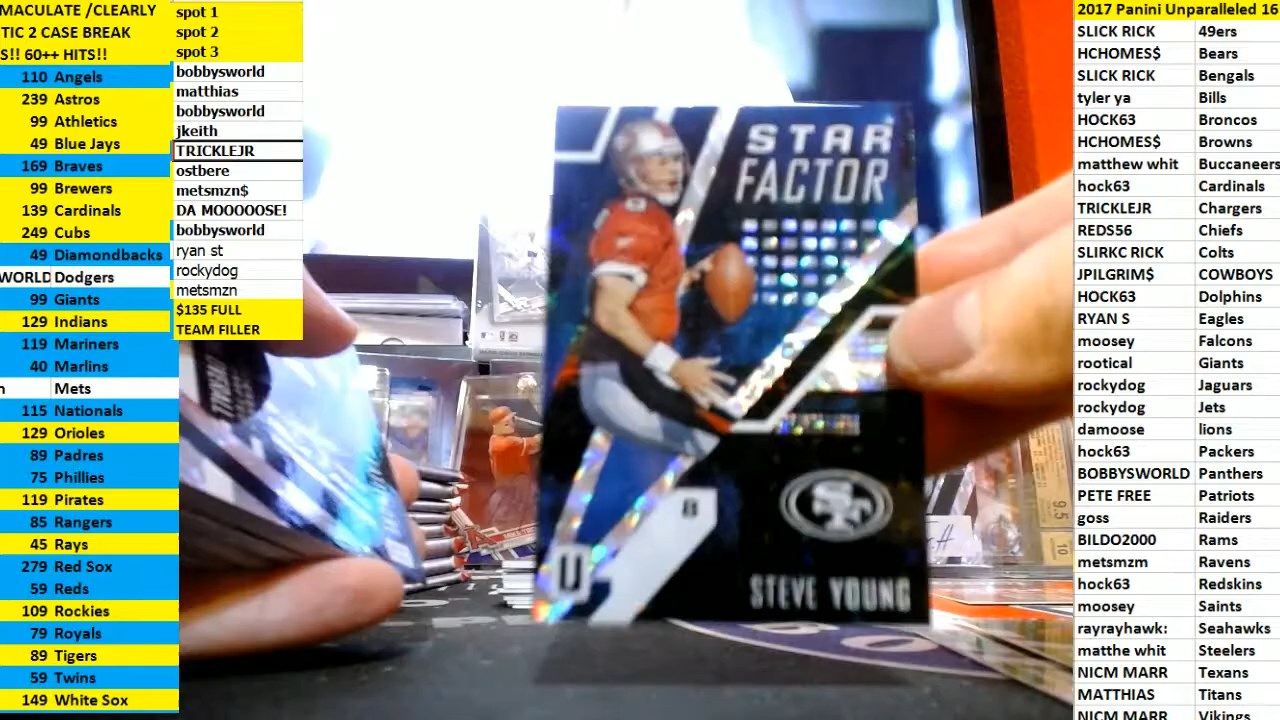 MACULATE /CLEARLY
TIC 2 CASE BREAK
S!! 60++ HITS!!
110 Angels
239 Astros
99 Athletics
49 Blue Jays
169 Braves
99 Brewers
139 Cardinals
249 Cubs
49 Diamondbacks
WORLD Dodgers
99 Giants
129 Indians
119 Mariners
40 Marlins
Mets
115 Nationals
129 Orioles
89 Padres
75 Phillies
119 Pirates
85 Rangers
45 Rays
279 Red Sox
59 Reds
109 Rockies
79 Royals
89 Tigers
59 Twins
149 White Sox
spot 1
spot 2
spot 3
bobbysworld
matthias
bobbysworld
jkeith
TRICKLEJR
ostbere
metsmzn$
DA MOOOOOSE!
bobbysworld
ryan st
rockydog
metsmzn
$135 FULL
TEAM FILLER
STAR
FACTOR
8
SF
U
STEVE YOUNG
9.5
10
2017 Panini Unparalleled 16
SLICK RICK 49ers
HCHOMES$ Bears
SLICK RICK Bengals
tyler ya Bills
HOCK63 Broncos
HCHOMES$ Browns
matthew whit Buccaneers
hock63 Cardinals
TRICKLEJR Chargers
REDS56 Chiefs
SLIRKC RICK Colts
JPILGRIM$ COWBOYS
HOCK63 Dolphins
RYAN S Eagles
moosey Falcons
rootical Giants
rockydog Jaguars
rockydog Jets
damoose lions
hock63 Packers
BOBBYSWORLD Panthers
PETE FREE Patriots
goss Raiders
BILDO2000 Rams
metsmzm Ravens
hock63 Redskins
moosey Saints
rayrayhawk: Seahawks
matthe whit Steelers
NICM MARR Texans
MATTHIAS Titans
NICM MARR Vikings